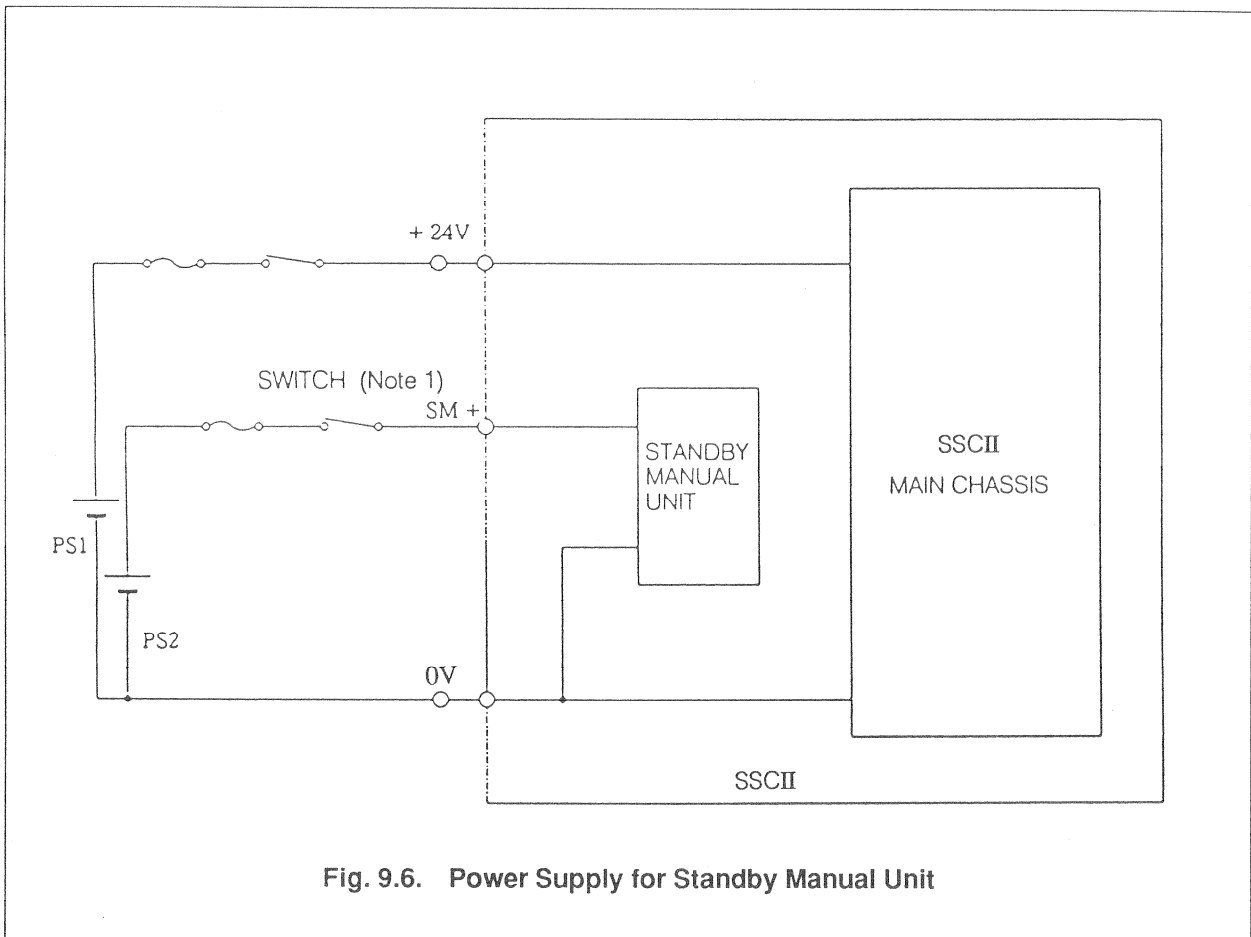 + 24V
SWITCH (Note 1)
SM +
STANDBY
MANUAL
UNIT
SSCII
MAIN CHASSIS
PS1
PS2
0V
SSCII
Fig. 9.6. Power Supply for Standby Manual Unit